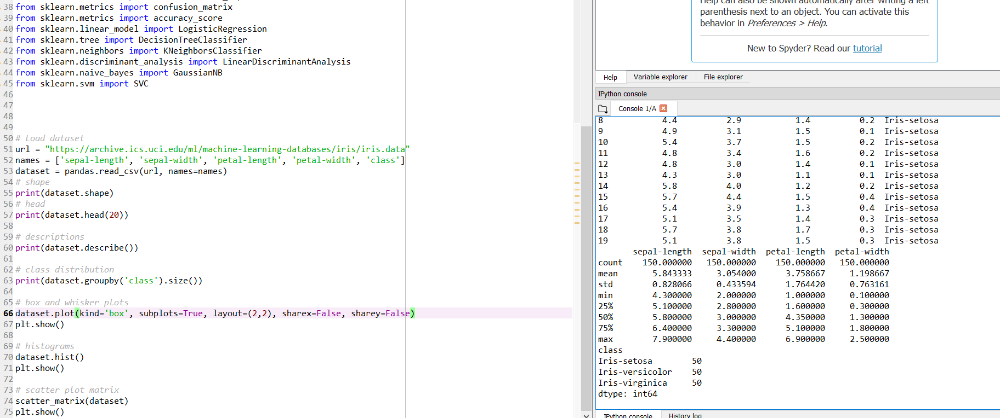 38 from sklearn.metrics import confusion_matrix
39 from sklearn.metrics import accuracy_score
40 from sklearn.linear_model import LogisticRegression
41 from sklearn.tree import DecisionTreeClassifier
42 from sklearn.neighbors import KNeighborsClassifier
43 from sklearn.discriminant_analysis import LinearDiscriminantAnalysis
44 from sklearn.naive_bayes import GaussianNB
45 from sklearn.svm import SVC
46
47
48
49
50 # Load dataset
51 url = "https://archive.ics.uci.edu/ml/machine-learning-databases/iris/iris.data"
52 names = ['sepal-length', 'sepal-width', 'petal-length', 'petal-width', 'class']
53 dataset = pandas.read_csv(url, names=names)
54 # shape
55 print(dataset.shape)
56 # head
57 print(dataset.head(20))
58
59 # descriptions
60 print(dataset.describe())
61
62 # class distribution
63 print(dataset.groupby('class').size())
64
65 # box and whisker plots
66 dataset.plot(kind='box', subplots=True, layout=(2,2), sharex=False, sharey=False)
67 plt.show()
68
69 # histograms
70 dataset.hist()
71 plt.show()
72
73 # scatter plot matrix
74 scatter_matrix(dataset)
75 plt.show()
Help can also be shown automatically after writing a left
parenthesis next to an object. You can activate this
behavior in Preferences > Help.
New to Spyder? Read our tutorial
Help Variable explorer File explorer
IPython console
Console 1/A
8 4.4 2.9 1.4 0.2 Iris-setosa
9 4.9 3.1 1.5 0.1 Iris-setosa
10 5.4 3.7 1.5 0.2 Iris-setosa
11 4.8 3.4 1.6 0.2 Iris-setosa
12 4.8 3.0 1.4 0.1 Iris-setosa
13 4.3 3.0 1.1 0.1 Iris-setosa
14 5.8 4.0 1.2 0.2 Iris-setosa
15 5.7 4.4 1.5 0.4 Iris-setosa
16 5.4 3.9 1.3 0.4 Iris-setosa
17 5.1 3.5 1.4 0.3 Iris-setosa
18 5.7 3.8 1.7 0.3 Iris-setosa
19 5.1 3.8 1.5 0.3 Iris-setosa
sepal-length sepal-width petal-length petal-width
count 150.000000 150.000000 150.000000 150.000000
mean 5.843333 3.054000 3.758667 1.198667
std 0.828066 0.433594 1.764420 0.763161
min 4.300000 2.000000 1.000000 0.100000
25% 5.100000 2.800000 1.600000 0.300000
50% 5.800000 3.000000 4.350000 1.300000
75% 6.400000 3.300000 5.100000 1.800000
max 7.900000 4.400000 6.900000 2.500000
class
Iris-setosa 50
Iris-versicolor 50
Iris-virginica 50
dtype: int64
IPython console History log